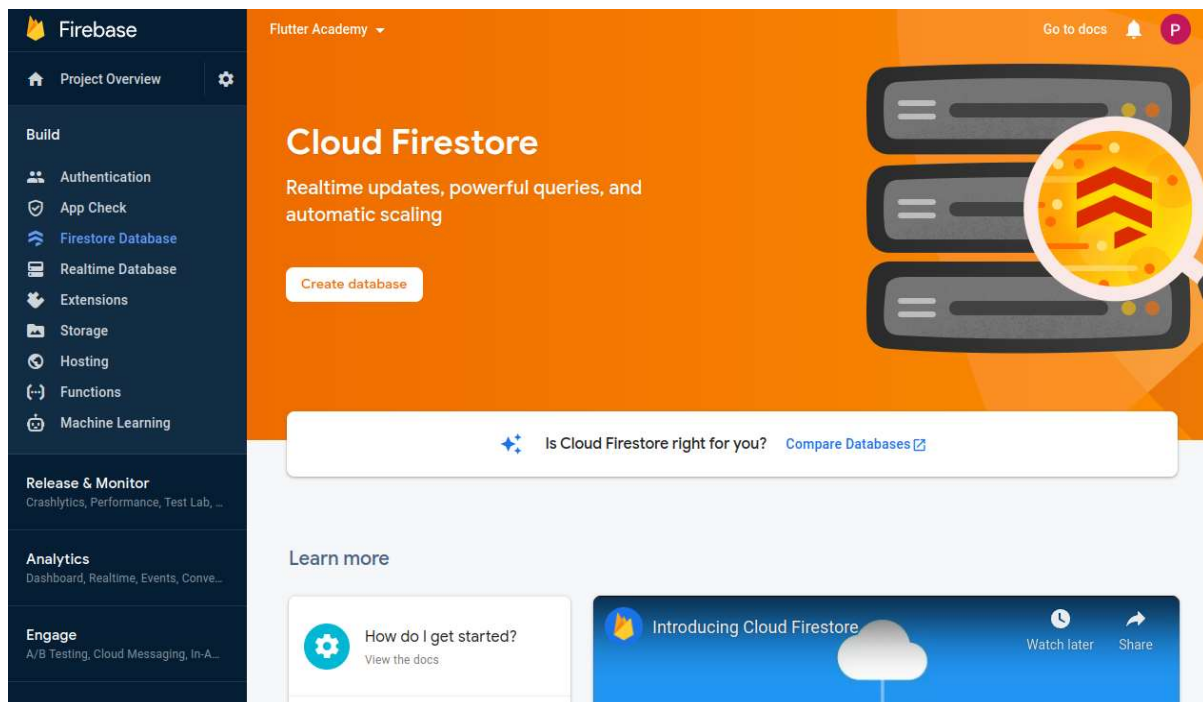 Firebase
Project Overview
Build
Authentication
App Check
Firestore Database
Realtime Database
Extensions
Storage
Hosting
Functions
Machine Learning
Release & Monitor
Crashlytics, Performance, Test Lab, ...
Analytics
Dashboard, Realtime, Events, Conve...
Engage
A/B Testing, Cloud Messaging, In-A...
Flutter Academy
Go to docs
P
Cloud Firestore
Realtime updates, powerful queries, and
automatic scaling
Create database
Is Cloud Firestore right for you? Compare Databases
Learn more
How do I get started?
View the docs
Introducing Cloud Firestore
Watch later
Share